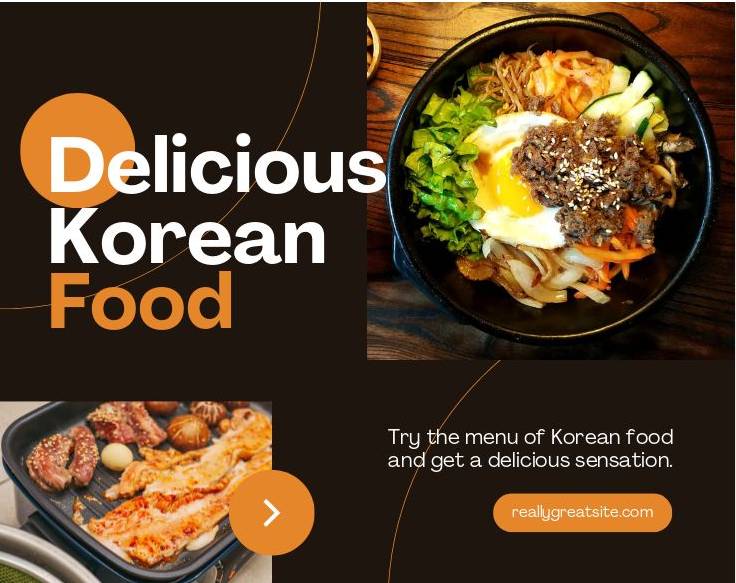 Delicious
Korean
Food
Try the menu of Korean food
and get a delicious sensation.
reallygreatsite.com